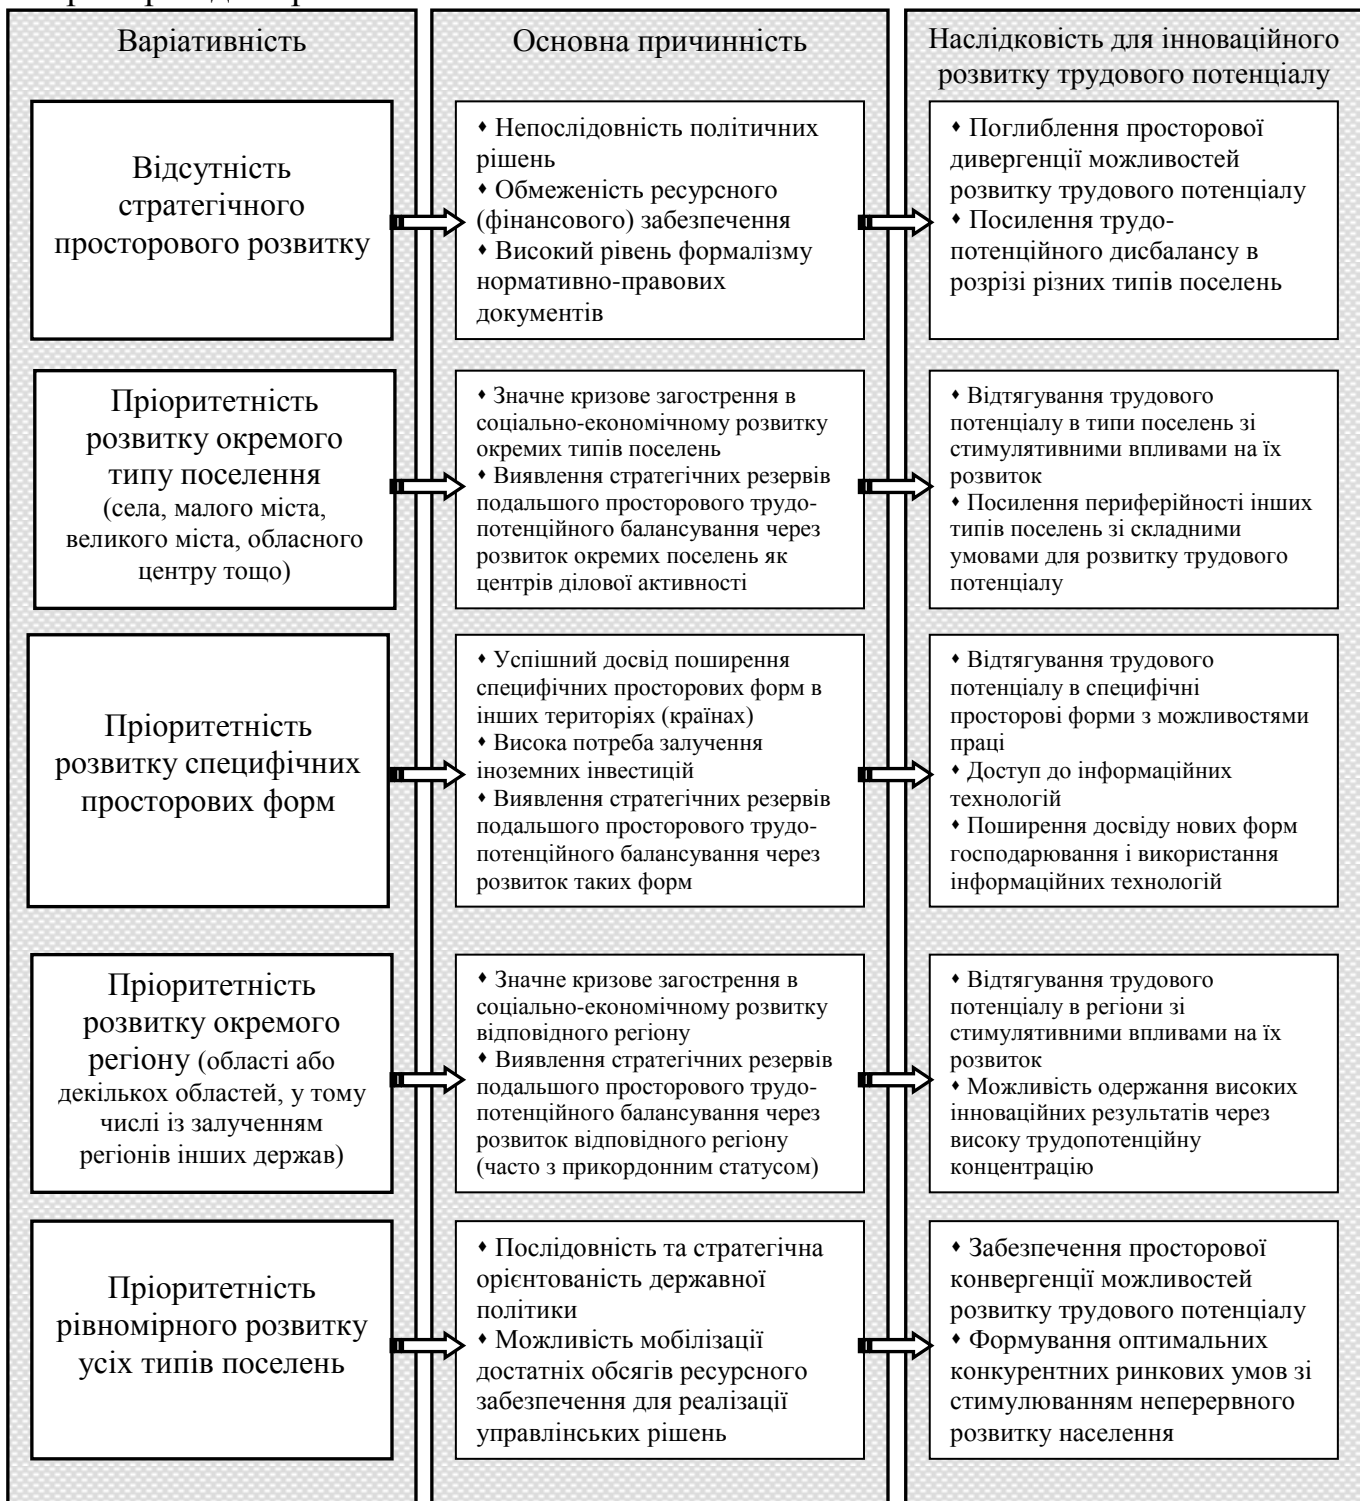 Варіативність
Основна причинність
Наслідковість для інноваційного
розвитку трудового потенціалу
Відсутність
стратегічного
просторового розвитку
♦ Непослідовність політичних
рішень
♦ Обмеженість ресурсного
(фінансового) забезпечення
♦ Високий рівень формалізму
нормативно-правових
документів
♦ Поглиблення просторової
дивергенції можливостей
розвитку трудового потенціалу
♦ Посилення трудо-
потенційного дисбалансу в
розрізі різних типів поселень
Пріоритетність
розвитку окремого
типу поселення
(села, малого міста,
великого міста, обласного
центру тощо)
♦ Значне кризове загострення в
соціально-економічному розвитку
окремих типів поселень
♦ Виявлення стратегічних резервів
подальшого просторового трудо-
потенційного балансування через
розвиток окремих поселень як
центрів ділової активності
♦ Відтягування трудового
потенціалу в типи поселень зі
стимулятивними впливами на їх
розвиток
♦ Посилення периферійності інших
типів поселень зі складними
умовами для розвитку трудового
потенціалу
Пріоритетність
розвитку специфічних
просторових форм
♦ Успішний досвід поширення
специфічних просторових форм в
інших територіях (країнах)
♦ Висока потреба залучення
іноземних інвестицій
♦ Виявлення стратегічних резервів
подальшого просторового трудо-
потенційного балансування через
розвиток таких форм
♦ Відтягування трудового
потенціалу в специфічні
просторові форми з можливостями
праці
♦ Доступ до інформаційних
технологій
♦ Поширення досвіду нових форм
господарювання і використання
інформаційних технологій
Пріоритетність
розвитку окремого
регіону (області або
декількох областей, у тому
числі із залученням
регіонів інших держав)
♦ Значне кризове загострення в
соціально-економічному розвитку
відповідного регіону
♦ Виявлення стратегічних резервів
подальшого просторового трудо-
потенційного балансування через
розвиток відповідного регіону
(часто з прикордонним статусом)
♦ Відтягування трудового
потенціалу в регіони зі
стимулятивними впливами на їх
розвиток
♦ Можливість одержання високих
інноваційних результатів через
високу трудопотенційну
концентрацію
Пріоритетність
рівномірного розвитку
усіх типів поселень
♦ Послідовність та стратегічна
орієнтованість державної
політики
♦ Можливість мобілізації
достатніх обсягів ресурсного
забезпечення для реалізації
управлінських рішень
♦ Забезпечення просторової
конвергенції можливостей
розвитку трудового потенціалу
♦ Формування оптимальних
конкурентних ринкових умов зі
стимулюванням неперервного
розвитку населення